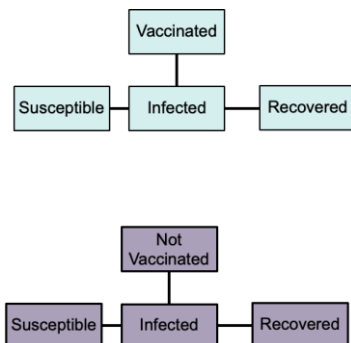 Vaccinated
Susceptible
Infected
Recovered
Not
Vaccinated
Susceptible
Infected
Recovered